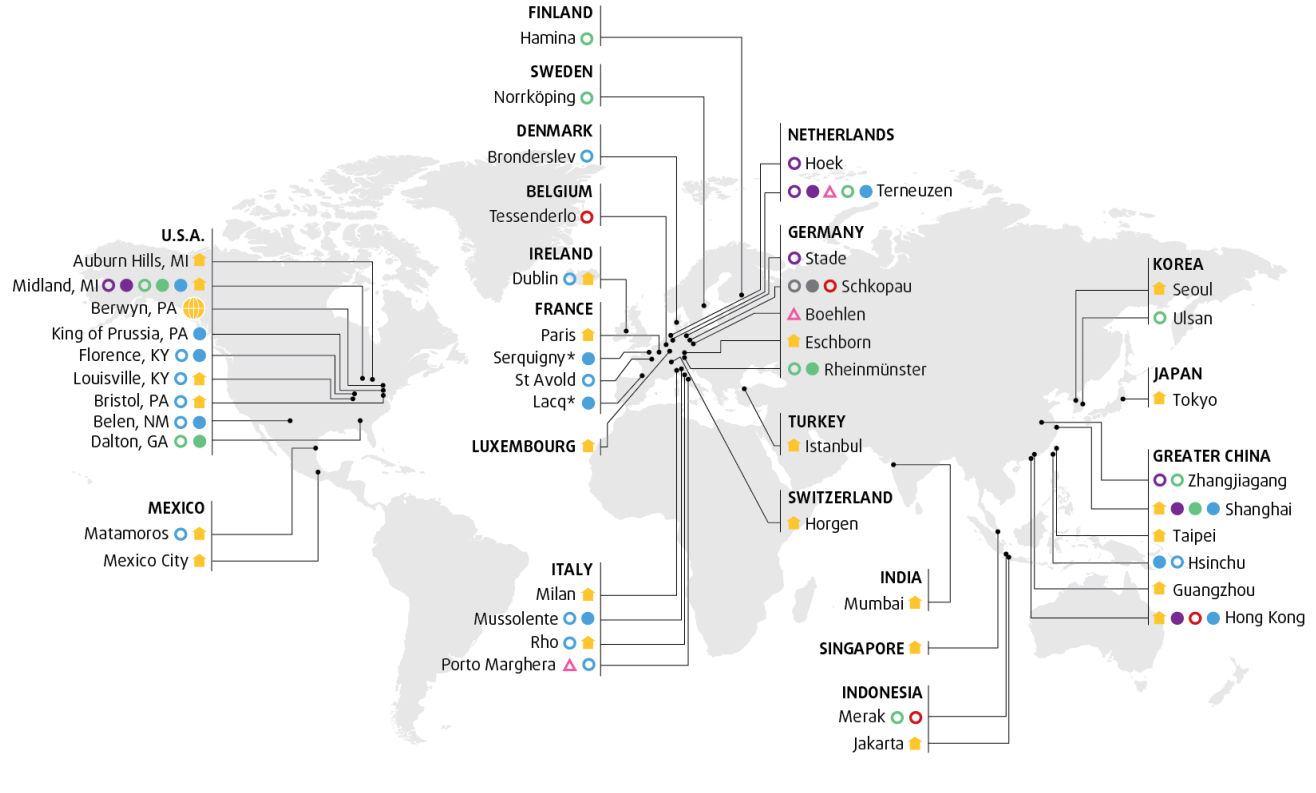 FINLAND
Hamina
SWEDEN
Norrköping
DENMARK
Bronderslev
BELGIUM
Tessenderlo
IRELAND
Dublin
FRANCE
Paris
Serquigny*
St Avold
Lacq*
LUXEMBOURG
U.S.A.
Auburn Hills, MI
Midland, MI
Berwyn, PA
King of Prussia, PA
Florence, KY
Louisville, KY
Bristol, PA
Belen, NM
Dalton, GA
MEXICO
Matamoros
Mexico City
ITALY
Milan
Mussolente
Rho
Porto Marghera
NETHERLANDS
Hoek
Terneuzen
GERMANY
Stade
Schkopau
Boehlen
Eschborn
Rheinmünster
TURKEY
Istanbul
SWITZERLAND
Horgen
INDIA
Mumbai
SINGAPORE
INDONESIA
Merak
Jakarta
KOREA
Seoul
Ulsan
JAPAN
Tokyo
GREATER CHINA
Zhangjiagang
Shanghai
Taipei
Hsinchu
Guangzhou
Hong Kong